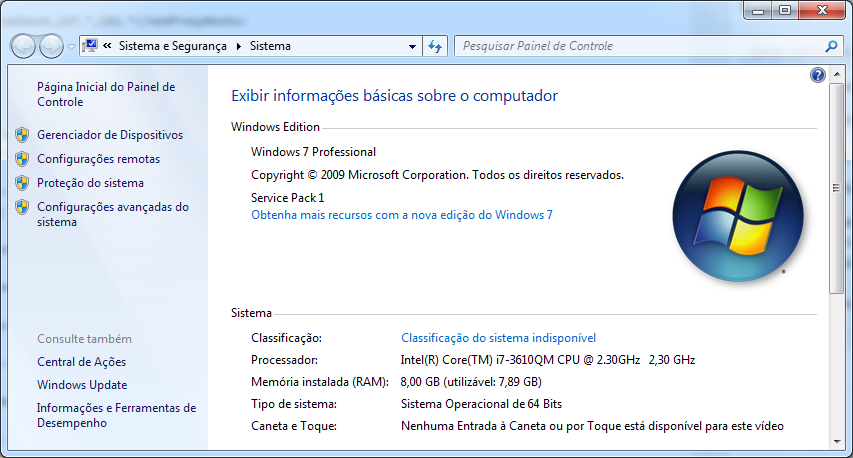 « Sistema e Segurança ▸ Sistema
Pesquisar Painel de Controle
Página Inicial do Painel de
Controle
Gerenciador de Dispositivos
Configurações remotas
Proteção do sistema
Configurações avançadas do
sistema
Consulte também
Central de Ações
Windows Update
Informações e Ferramentas de
Desempenho
Exibir informações básicas sobre o computador
Windows Edition
Windows 7 Professional
Copyright © 2009 Microsoft Corporation. Todos os direitos reservados.
Service Pack 1
Obtenha mais recursos com a nova edição do Windows 7
Sistema
Classificação: Classificação do sistema indisponível
Processador: Intel(R) Core(TM) i7-3610QM CPU @ 2.30GHz 2,30 GHz
Memória instalada (RAM): 8,00 GB (utilizável: 7,89 GB)
Tipo de sistema: Sistema Operacional de 64 Bits
Caneta e Toque: Nenhuma Entrada à Caneta ou por Toque está disponível para este vídeo